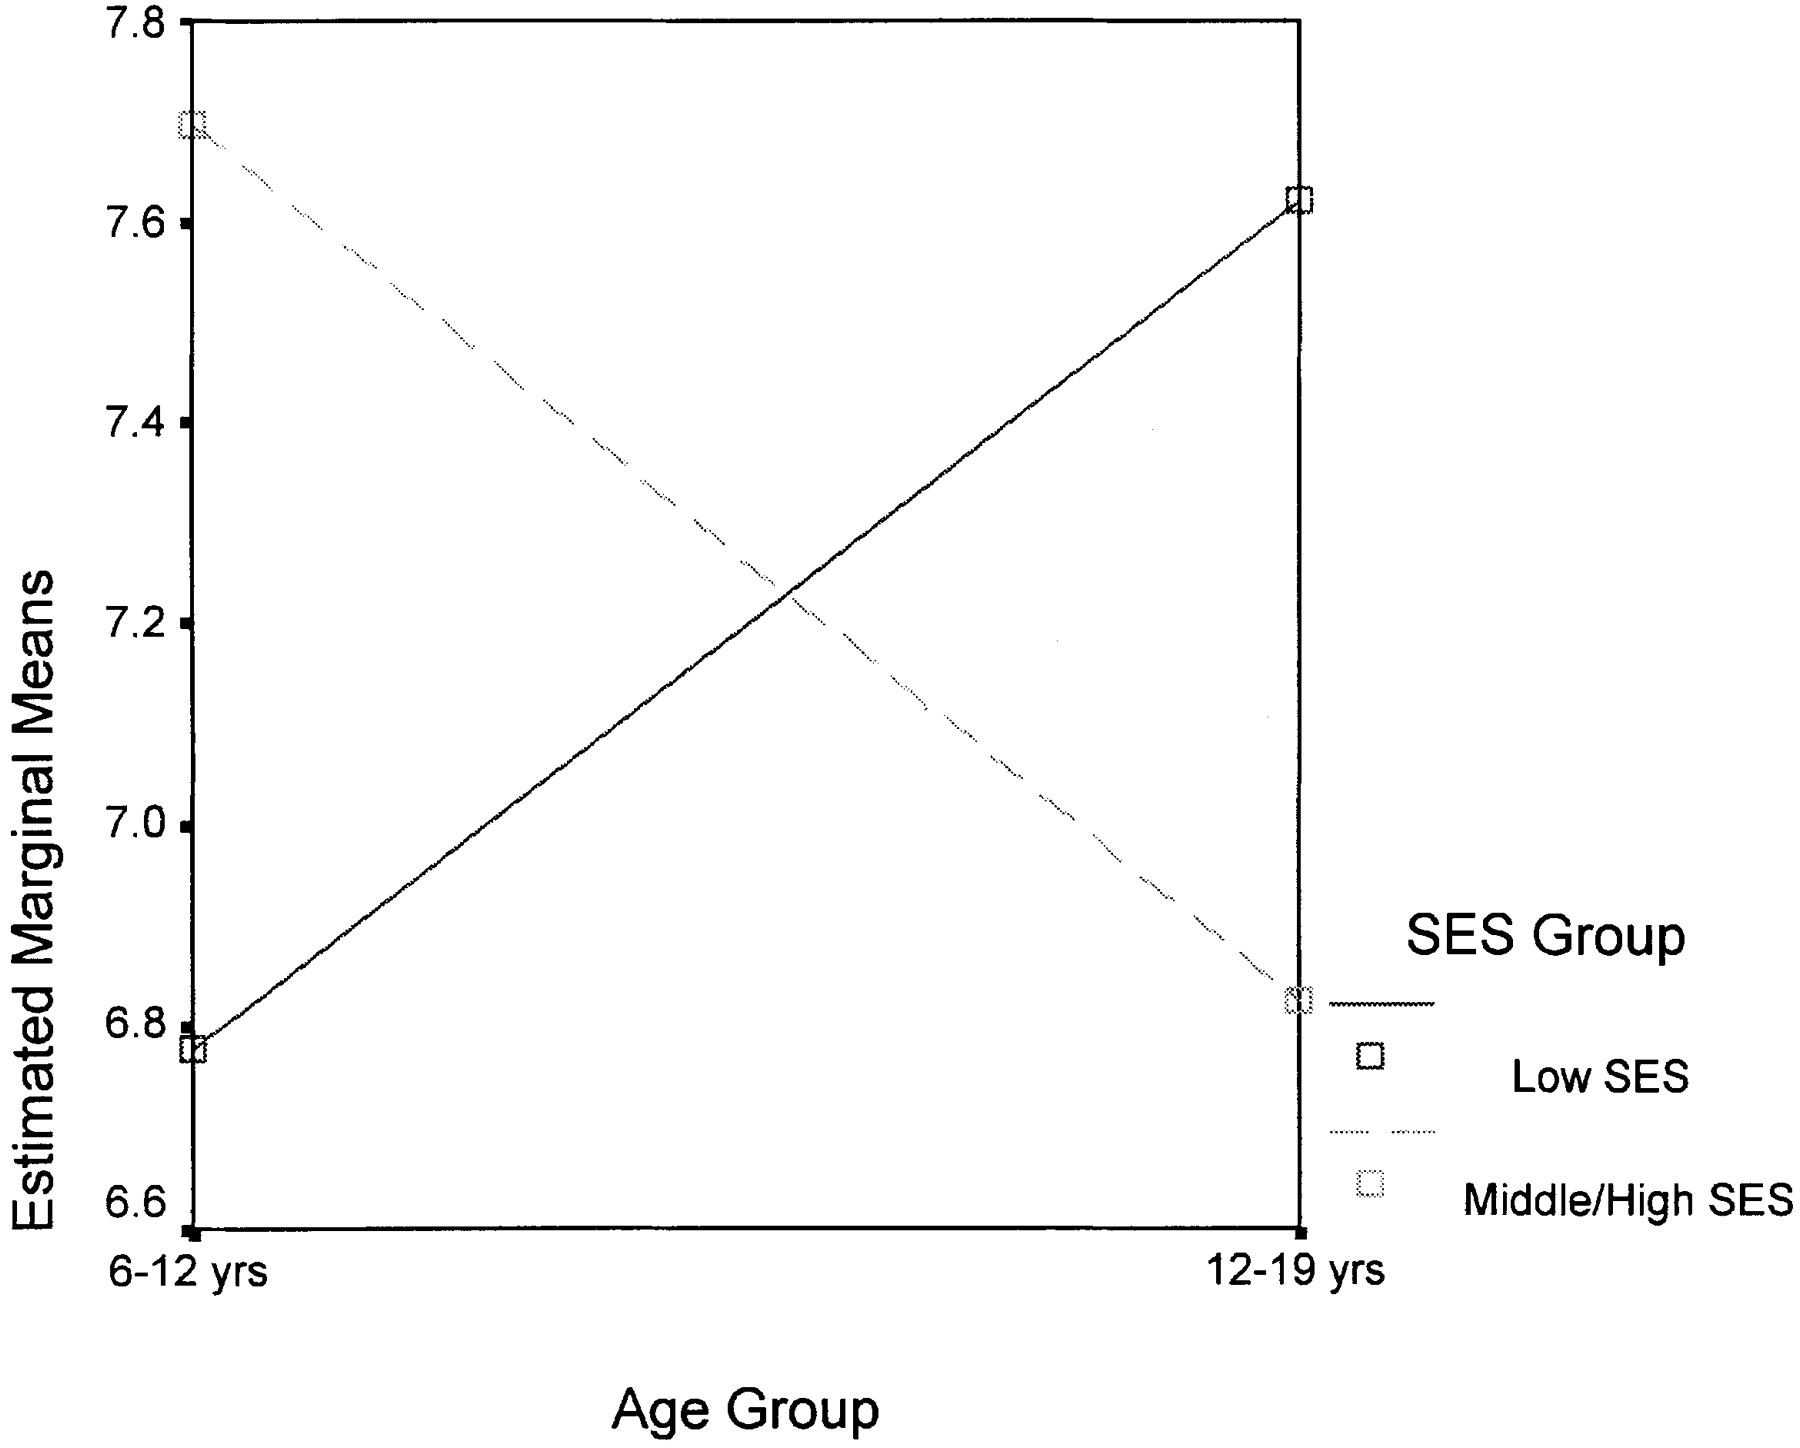 7.8
7.6
7.4
7.2
7.0
6.8
6.6
Estimated Marginal Means
6-12 yrs
12-19 yrs
Age Group
SES Group
Low SES
Middle/High SES